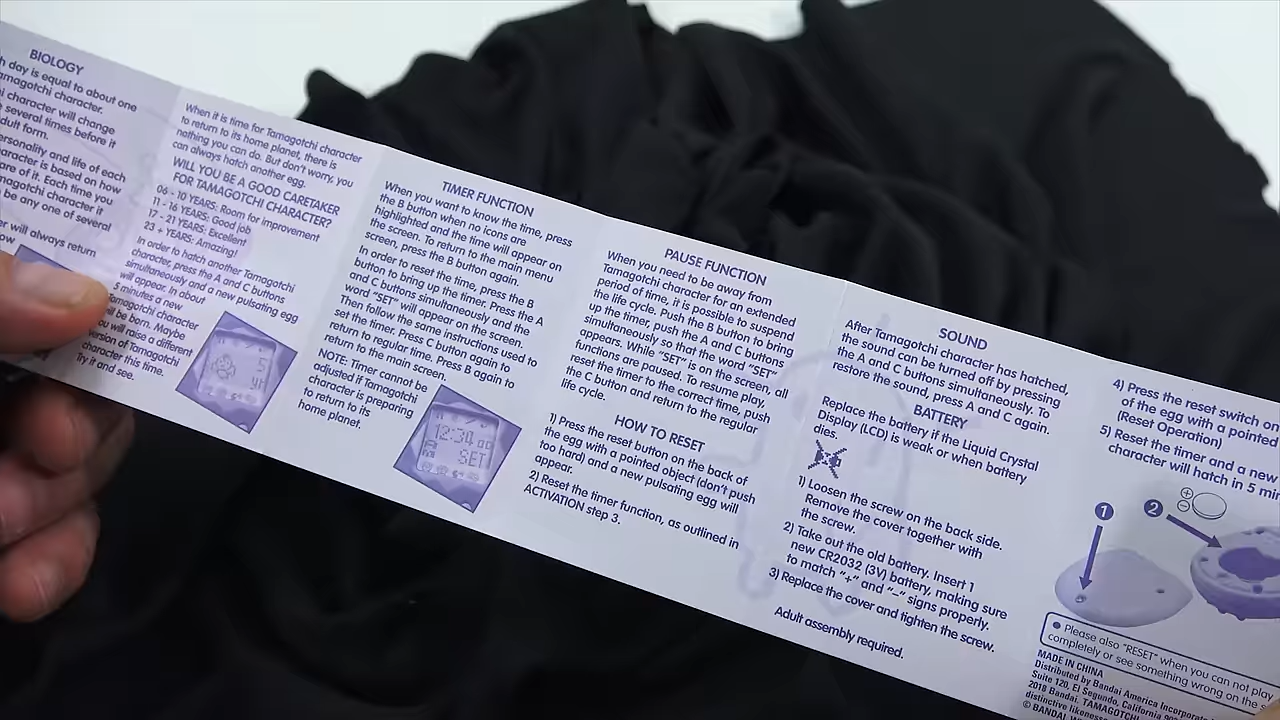 BIOLOGY
day is equal to about one
amagotchi character.
character will change
several times before it
dult form.
ersonality and life of each
aracter is based on how
are of it. Each time you
magotchi character it
be any one of several
er will always return
When it is time for Tamagotchi character
to return to its home planet, there is
nothing you can do. But don't worry, you
can always hatch another egg.
WILL YOU BE A GOOD CARETAKER
FOR TAMAGOTCHI CHARACTER?
06 - 10 YEARS: Room for improvement
11 - 16 YEARS: Good job
17 - 21 YEARS: Excellent
23 + YEARS: Amazing!
In order to hatch another Tamagotchi
character, press the A and C buttons
simultaneously and a new pulsating egg
will appear. In about
5 minutes a new
Tamagotchi character
will be born. Maybe
you will raise a different
version of Tamagotchi
character this time.
Try it and see.
5
yr
TIMER FUNCTION
When you want to know the time, press
the B button when no icons are
highlighted and the time will appear on
the screen. To return to the main menu
screen, press the B button again.
In order to reset the time, press the B
button to bring up the timer. Press the A
and C buttons simultaneously and the
word "SET" will appear on the screen.
Then follow the same instructions used to
set the timer. Press C button again to
return to regular time. Press B again to
return to the main screen.
NOTE: Timer cannot be
adjusted if Tamagotchi
character is preparing
to return to its
home planet.
12:30
SET
PAUSE FUNCTION
When you need to be away from
Tamagotchi character for an extended
period of time, it is possible to suspend
the life cycle. Push the B button to bring
up the timer, push the A and C buttons
simultaneously so that the word "SET"
appears. While "SET" is on the screen, all
functions are paused. To resume play,
reset the timer to the correct time, push
the C button and return to the regular
life cycle.
HOW TO RESET
1) Press the reset button on the back of
the egg with a pointed object (don't push
too hard) and a new pulsating egg will
appear.
2) Reset the timer function, as outlined in
ACTIVATION step 3.
SOUND
After Tamagotchi character has hatched,
the sound can be turned off by pressing
the A and C buttons simultaneously. To
restore the sound, press A and C again.
BATTERY
Replace the battery if the Liquid Crystal
Display (LCD) is weak or when battery
dies.
1) Loosen the screw on the back side.
Remove the cover together with
the screw.
2) Take out the old battery. Insert 1
new CR2032 (3V) battery, making sure
to match "+" and "-" signs properly.
3) Replace the cover and tighten the screw.
Adult assembly required.
4) Press the reset switch on
of the egg with a pointed
(Reset Operation)
5) Reset the timer and a new
character will hatch in 5 mi
1
2
+
-
● Please also "RESET" when you can not play
completely or see something wrong on the
MADE IN CHINA
Distributed by Bandai America Incorpor
Suite 120, El Segundo, California 90
2018 Bandai. TAMAGOT
distinctive likene
© BANDAI